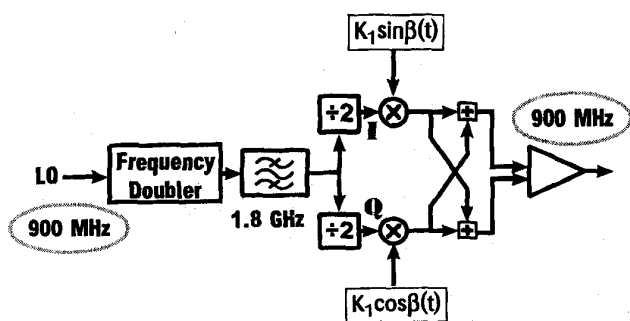 K₁sinβ(t)
÷2
I
900 MHz
LO
Frequency
Doubler
900 MHz
1.8 GHz
÷2
Q
K₁cosβ(t)